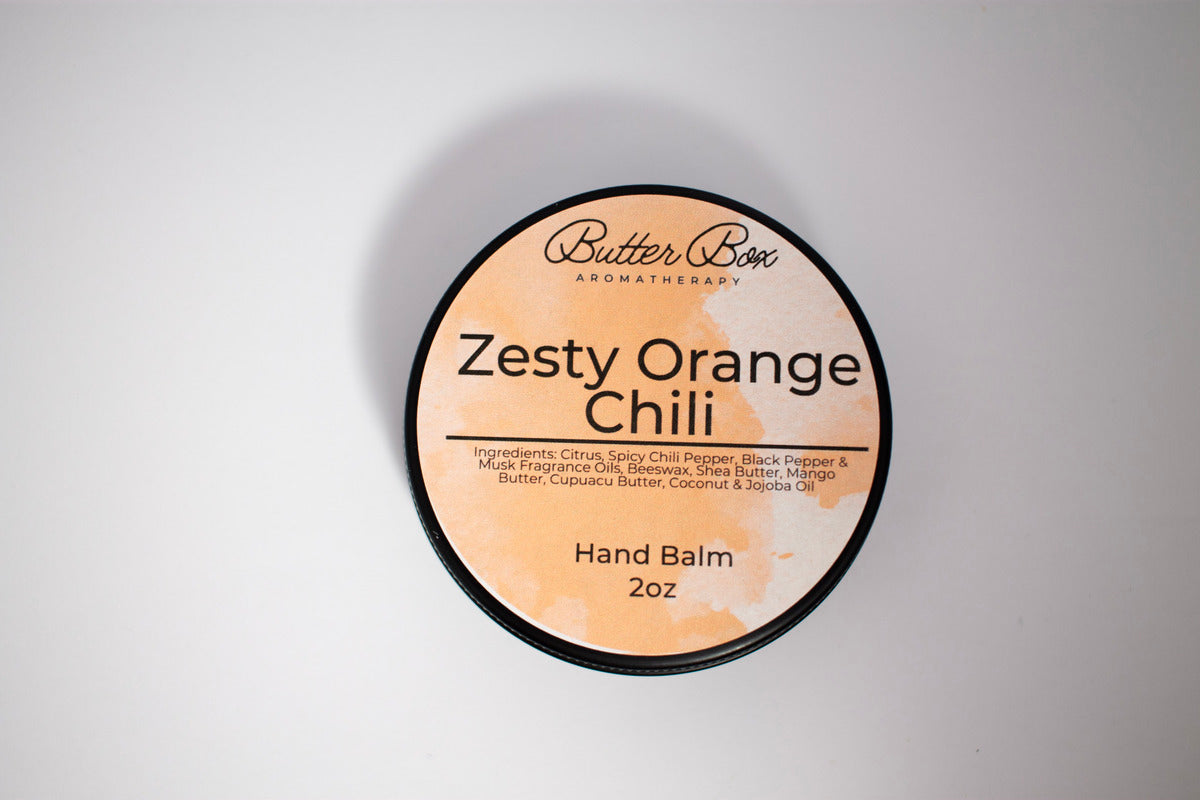 Butter Box
AROMATHERAPY
Zesty Orange
Chili
Ingredients: Citrus, Spicy Chili Pepper, Black Pepper &
Musk Fragrance Oils, Beeswax, Shea Butter, Mango
Butter, Cupuacu Butter, Coconut & Jojoba Oil
Hand Balm
2oz